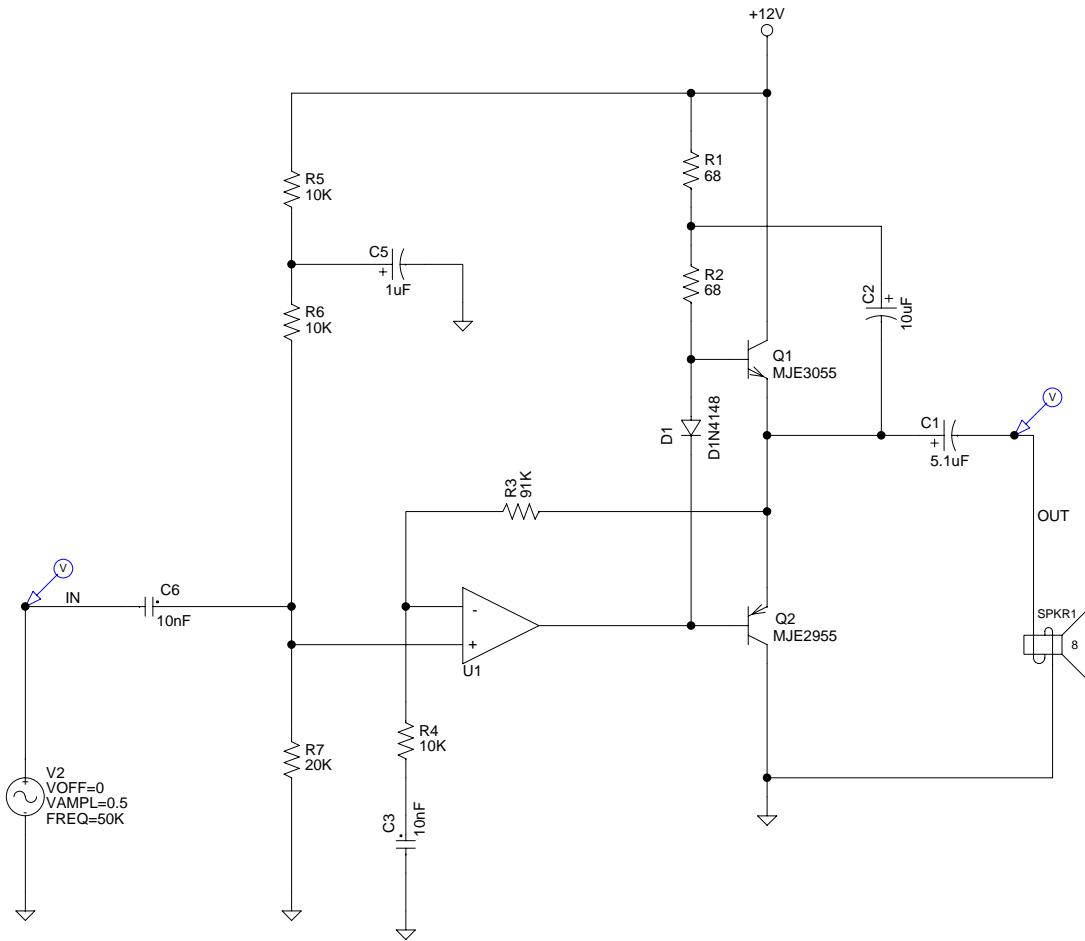 +12V
R1
68
R5
10K
C5
+
1uF
R2
68
C2
+
10uF
R6
10K
Q1
MJE3055
V
D1
D1N4148
C1
+
5.1uF
R3
91K
OUT
V
IN
C6
10nF
-
+
U1
Q2
MJE2955
SPKR1
8
R4
10K
R7
20K
V2
VOFF=0
VAMPL=0.5
FREQ=50K
+
-
C3
10nF